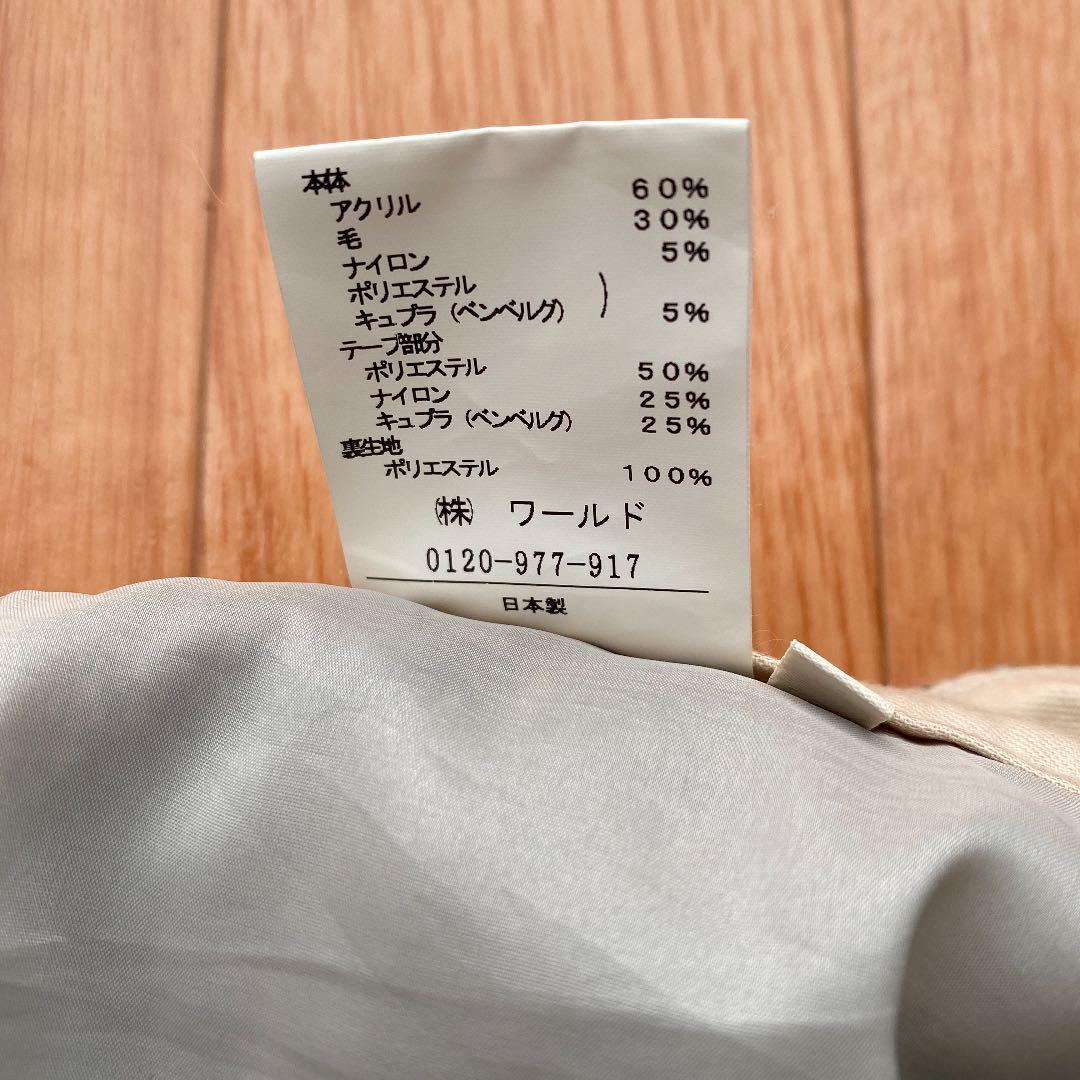 本体
アクリル 60%
毛 30%
ナイロン 5%
ポリエステル
キュプラ（ベンベルグ） ) 5%
テープ部分
ポリエステル 50%
ナイロン 25%
キュプラ（ベンベルグ） 25%
裏生地
ポリエステル 100%
㈱ ワールド
0120-977-917
日本製